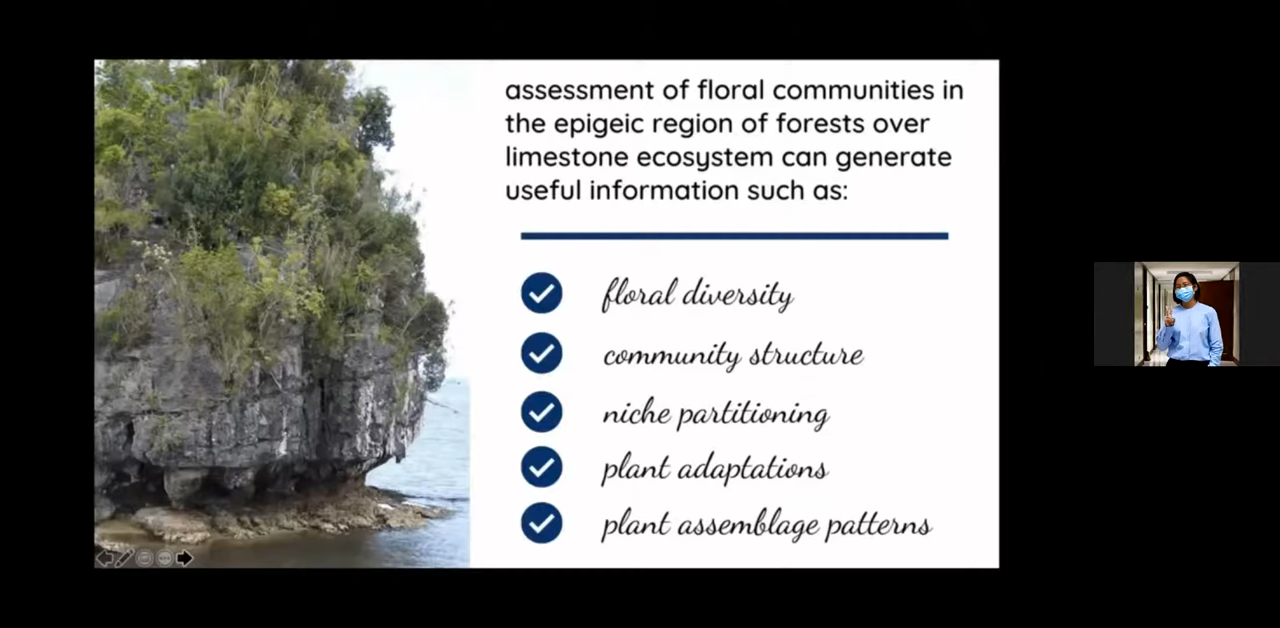 assessment of floral communities in
the epigeic region of forests over
limestone ecosystem can generate
useful information such as:
floral diversity
community structure
niche partitioning
plant adaptations
plant assemblage patterns